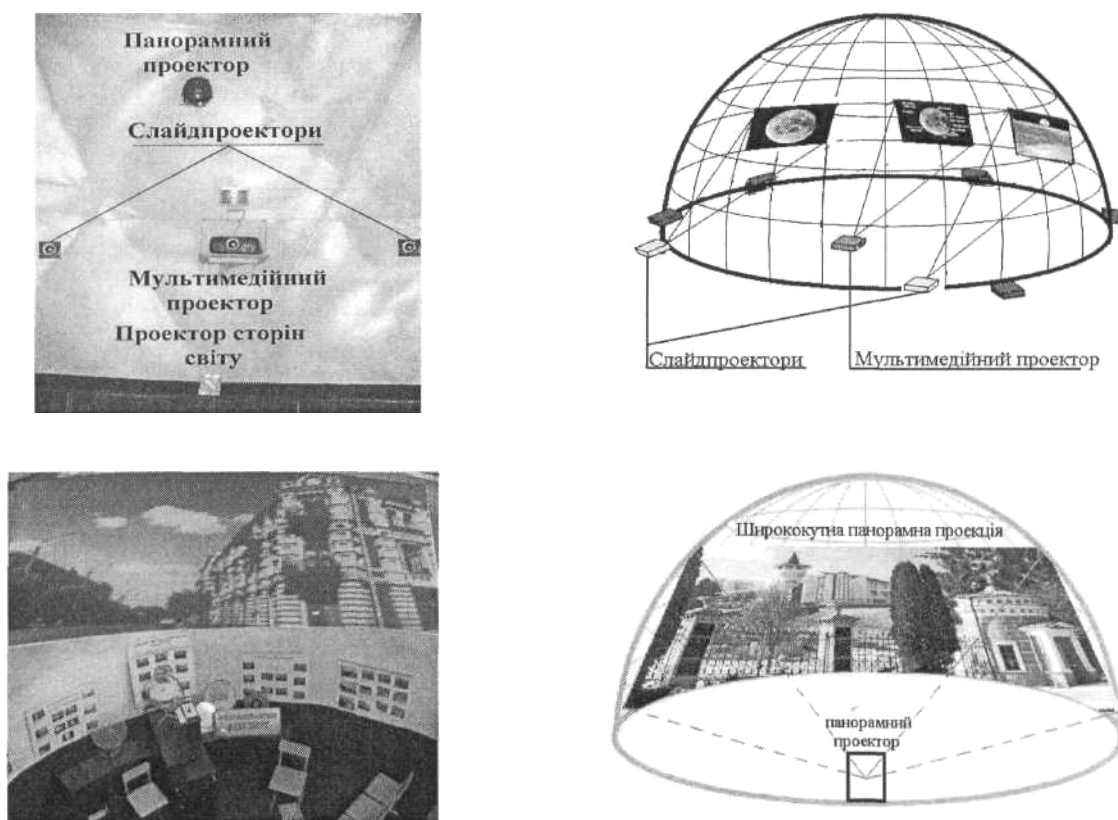 Панорамний
проектор
Слайдпроектори
Мультимедійний
проектор
Проектор сторін
світу
Слайдпроектори
Мультимедійний проектор
Ширококутна панорамна проекція
панорамний
проектор